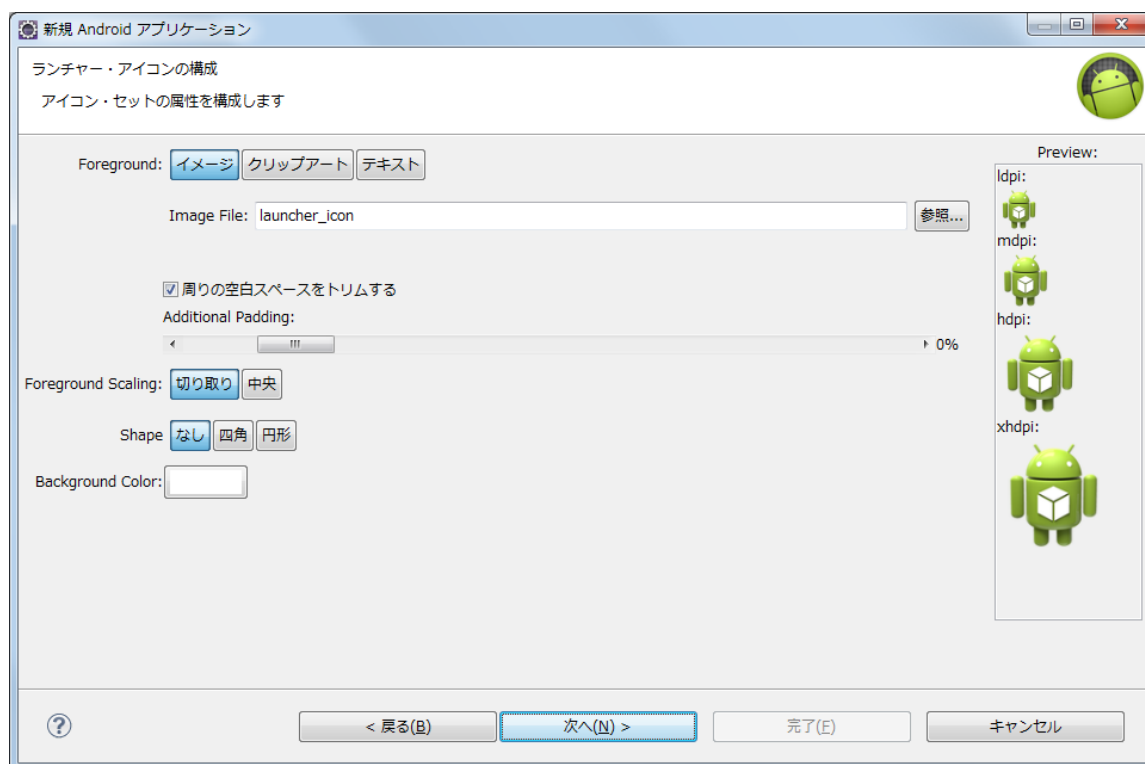 新規 Android アプリケーション
ランチャー・アイコンの構成
アイコン・セットの属性を構成します
Foreground: イメージ クリップアート テキスト
Image File: launcher_icon 参照...
周りの空白スペースをトリムする
Additional Padding:
0%
Foreground Scaling: 切り取り 中央
Shape なし 四角 円形
Background Color:
Preview:
ldpi:
mdpi:
hdpi:
xhdpi:
< 戻る(B) 次へ(N) > 完了(F) キャンセル